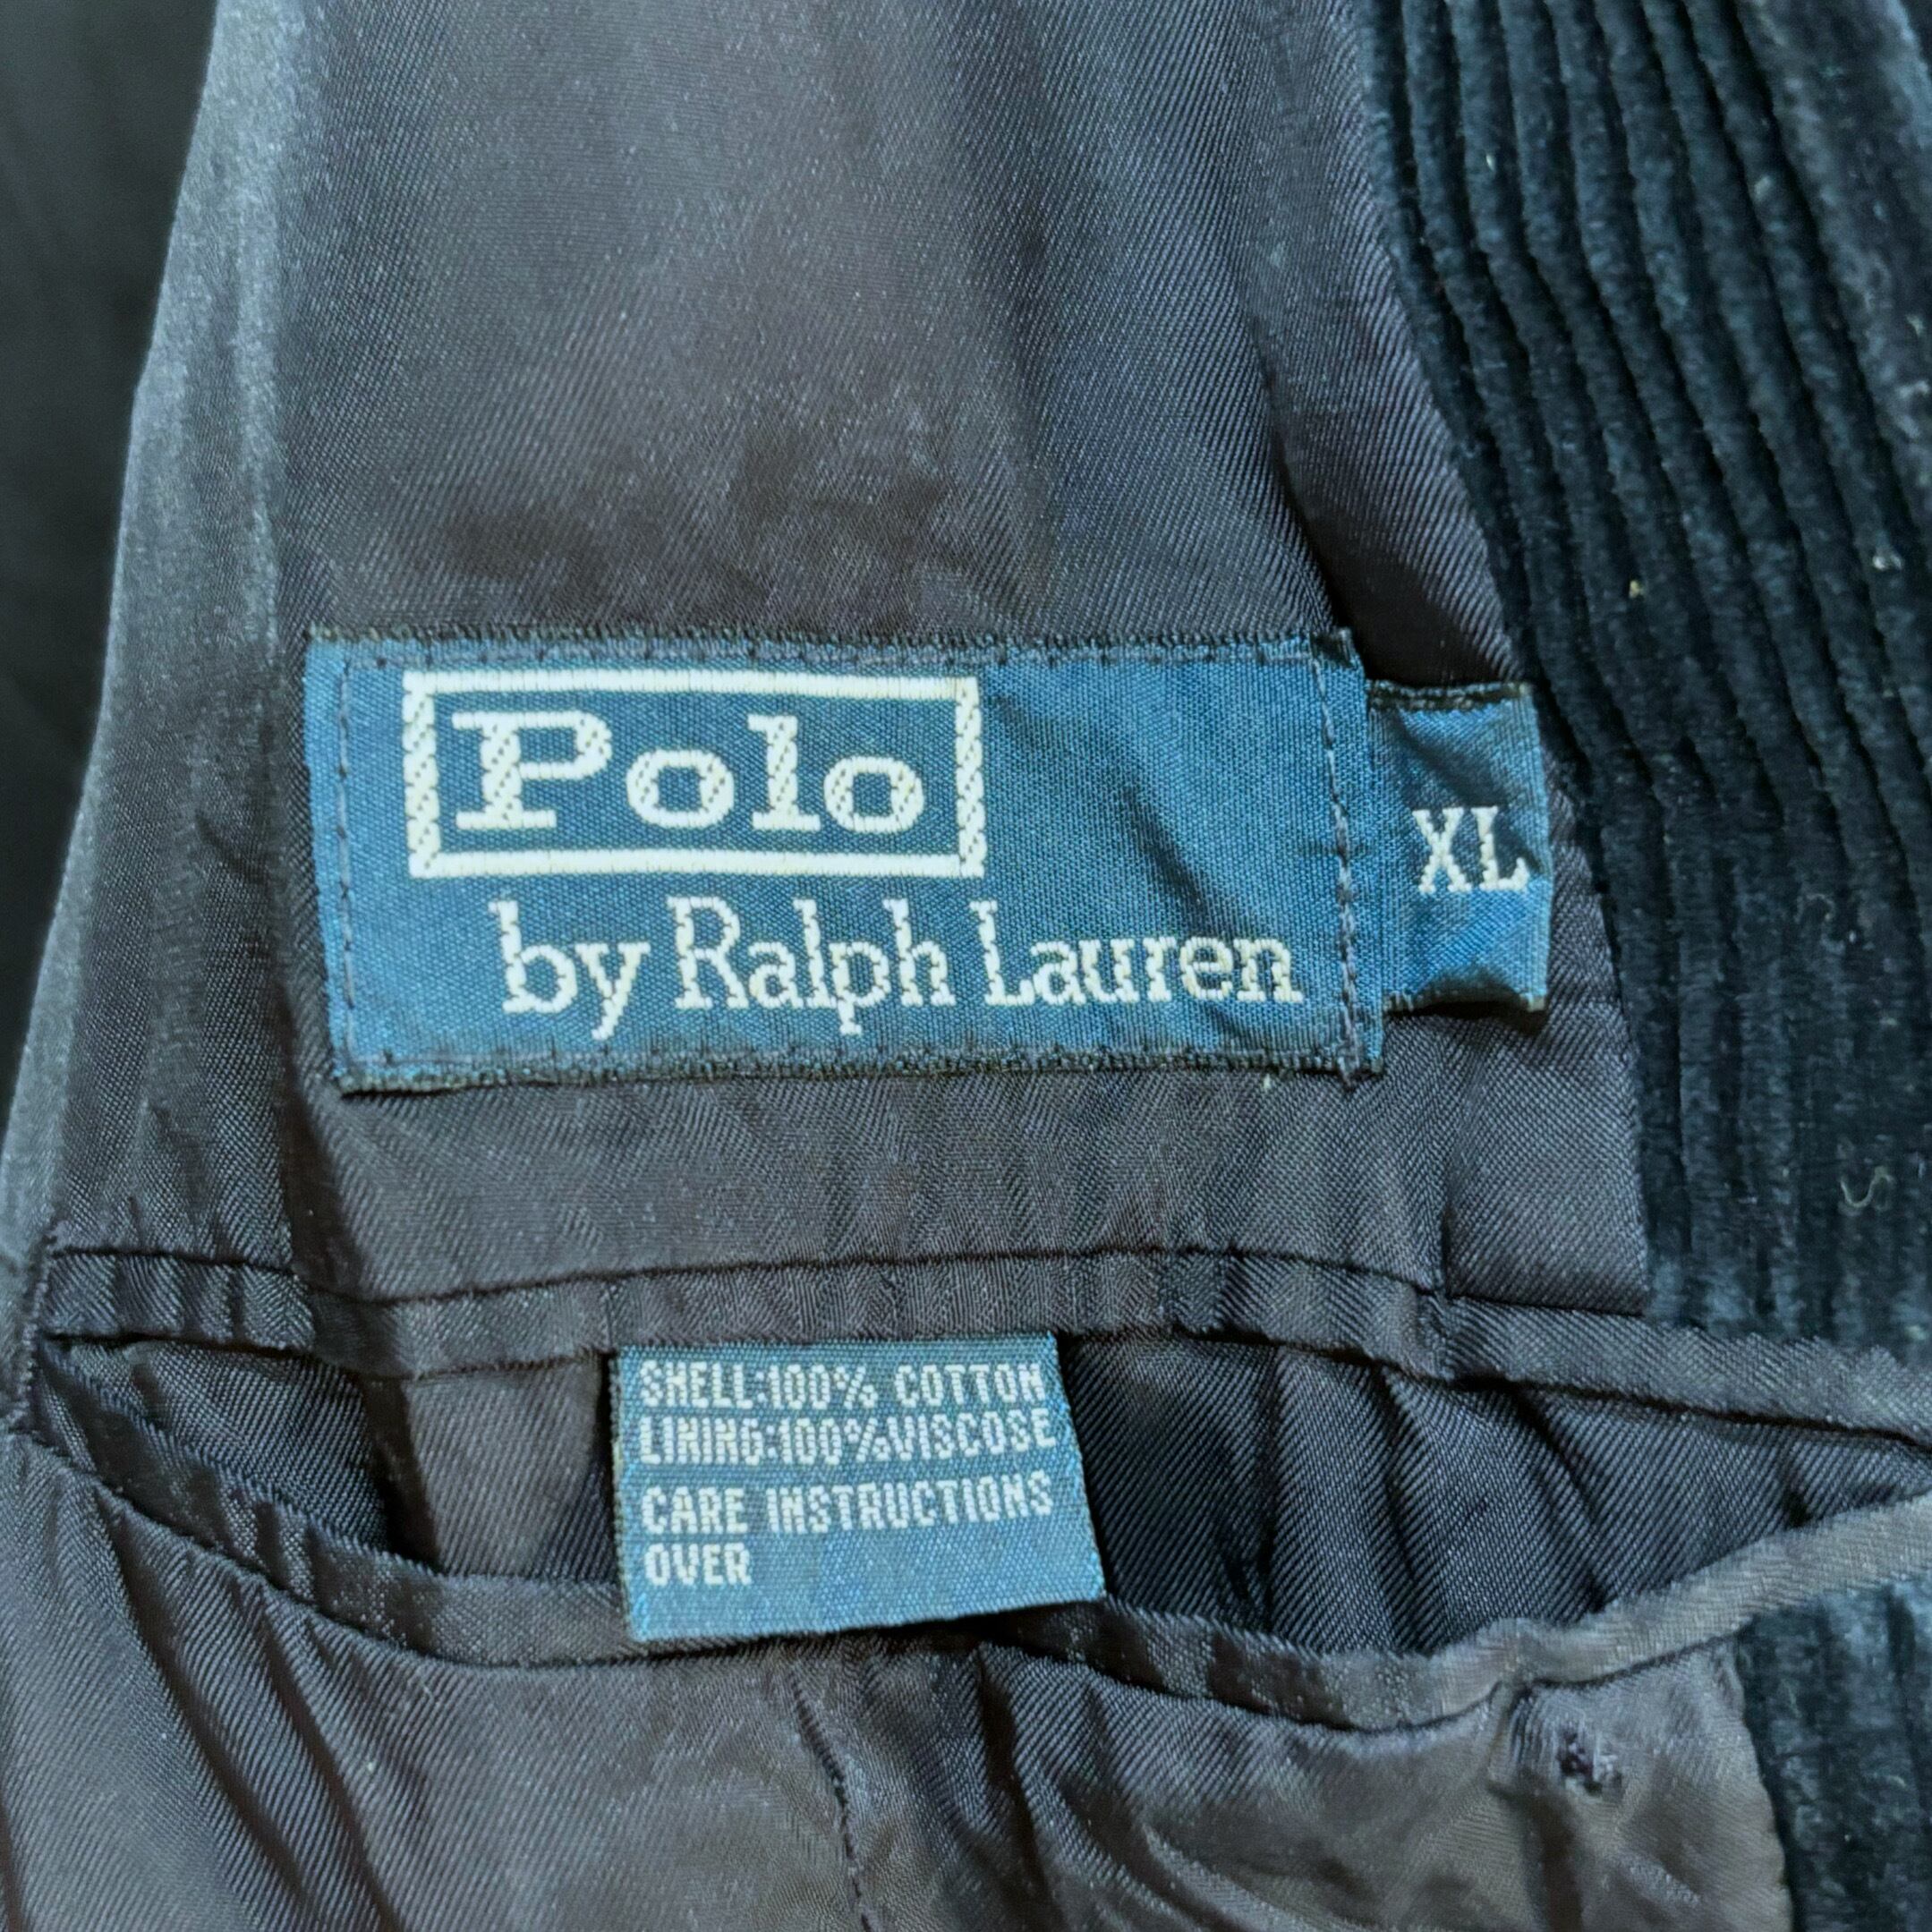 Polo
by Ralph Lauren
XL
SHELL:100% COTTON
LINING:100%VISCOSE
CARE INSTRUCTIONS
OVER